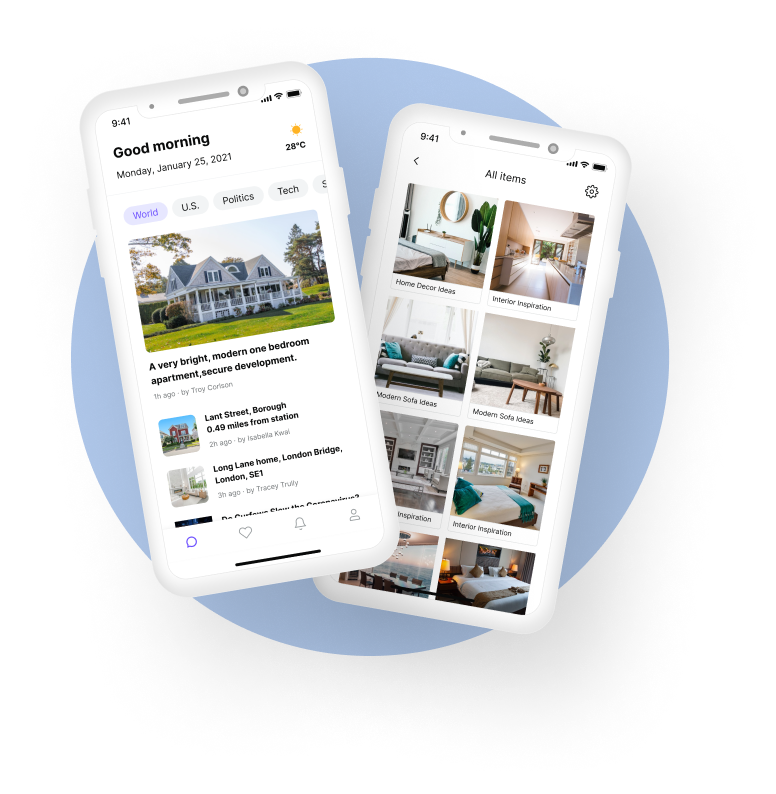 9:41
Good morning
Monday, January 25, 2021
28°C
World
U.S.
Politics
Tech
S
A very bright, modern one bedroom
apartment,secure development.
1h ago · by Troy Corlson
Lant Street, Borough
0.49 miles from station
2h ago · by Isabella Kwai
Long Lane home, London Bridge,
London, SE1
3h ago · by Tracey Trully
Do Curfews Slow the Coronavirus?
9:41
All items
Home Decor Ideas
Interior Inspiration
Modern Sofa Ideas
Modern Sofa Ideas
Inspiration
Interior Inspiration